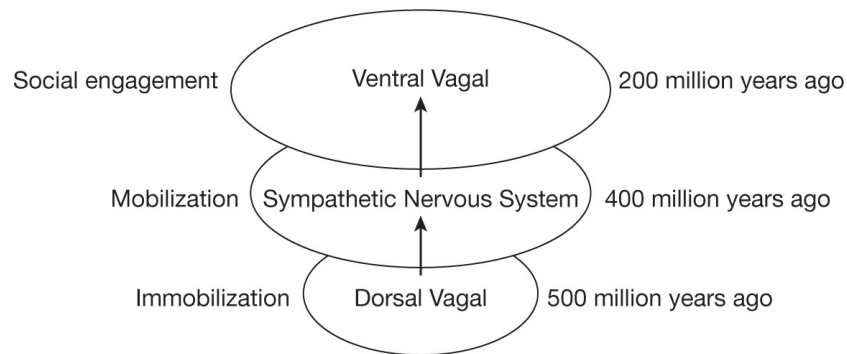 Social engagement Ventral Vagal 200 million years ago
Mobilization Sympathetic Nervous System 400 million years ago
Immobilization Dorsal Vagal 500 million years ago